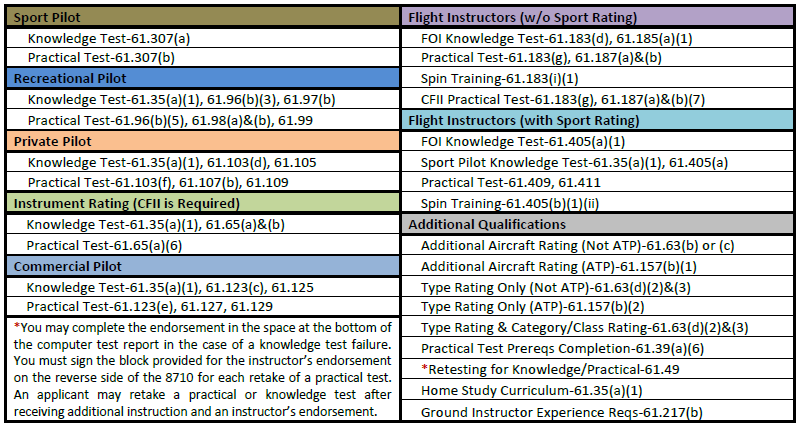 Sport Pilot
Knowledge Test-61.307(a)
Practical Test-61.307(b)
Recreational Pilot
Knowledge Test-61.35(a)(1), 61.96(b)(3), 61.97(b)
Practical Test-61.96(b)(5), 61.98(a)&(b), 61.99
Private Pilot
Knowledge Test-61.35(a)(1), 61.103(d), 61.105
Practical Test-61.103(f), 61.107(b), 61.109
Instrument Rating (CFII is Required)
Knowledge Test-61.35(a)(1), 61.65(a)&(b)
Practical Test-61.65(a)(6)
Commercial Pilot
Knowledge Test-61.35(a)(1), 61.123(c), 61.125
Practical Test-61.123(e), 61.127, 61.129
*You may complete the endorsement in the space at the bottom of
the computer test report in the case of a knowledge test failure.
You must sign the block provided for the instructor's endorsement
on the reverse side of the 8710 for each retake of a practical test.
An applicant may retake a practical or knowledge test after
receiving additional instruction and an instructor's endorsement.
Flight Instructors (w/o Sport Rating)
FOI Knowledge Test-61.183(d), 61.185(a)(1)
Practical Test-61.183(g), 61.187(a)&(b)
Spin Training-61.183(i)(1)
CFII Practical Test-61.183(g), 61.187(a)&(b)(7)
Flight Instructors (with Sport Rating)
FOI Knowledge Test-61.405(a)(1)
Sport Pilot Knowledge Test-61.35(a)(1), 61.405(a)
Practical Test-61.409, 61.411
Spin Training-61.405(b)(1)(ii)
Additional Qualifications
Additional Aircraft Rating (Not ATP)-61.63(b) or (c)
Additional Aircraft Rating (ATP)-61.157(b)(1)
Type Rating Only (Not ATP)-61.63(d)(2)&(3)
Type Rating Only (ATP)-61.157(b)(2)
Type Rating & Category/Class Rating-61.63(d)(2)&(3)
Practical Test Prereqs Completion-61.39(a)(6)
*Retesting for Knowledge/Practical-61.49
Home Study Curriculum-61.35(a)(1)
Ground Instructor Experience Reqs-61.217(b)